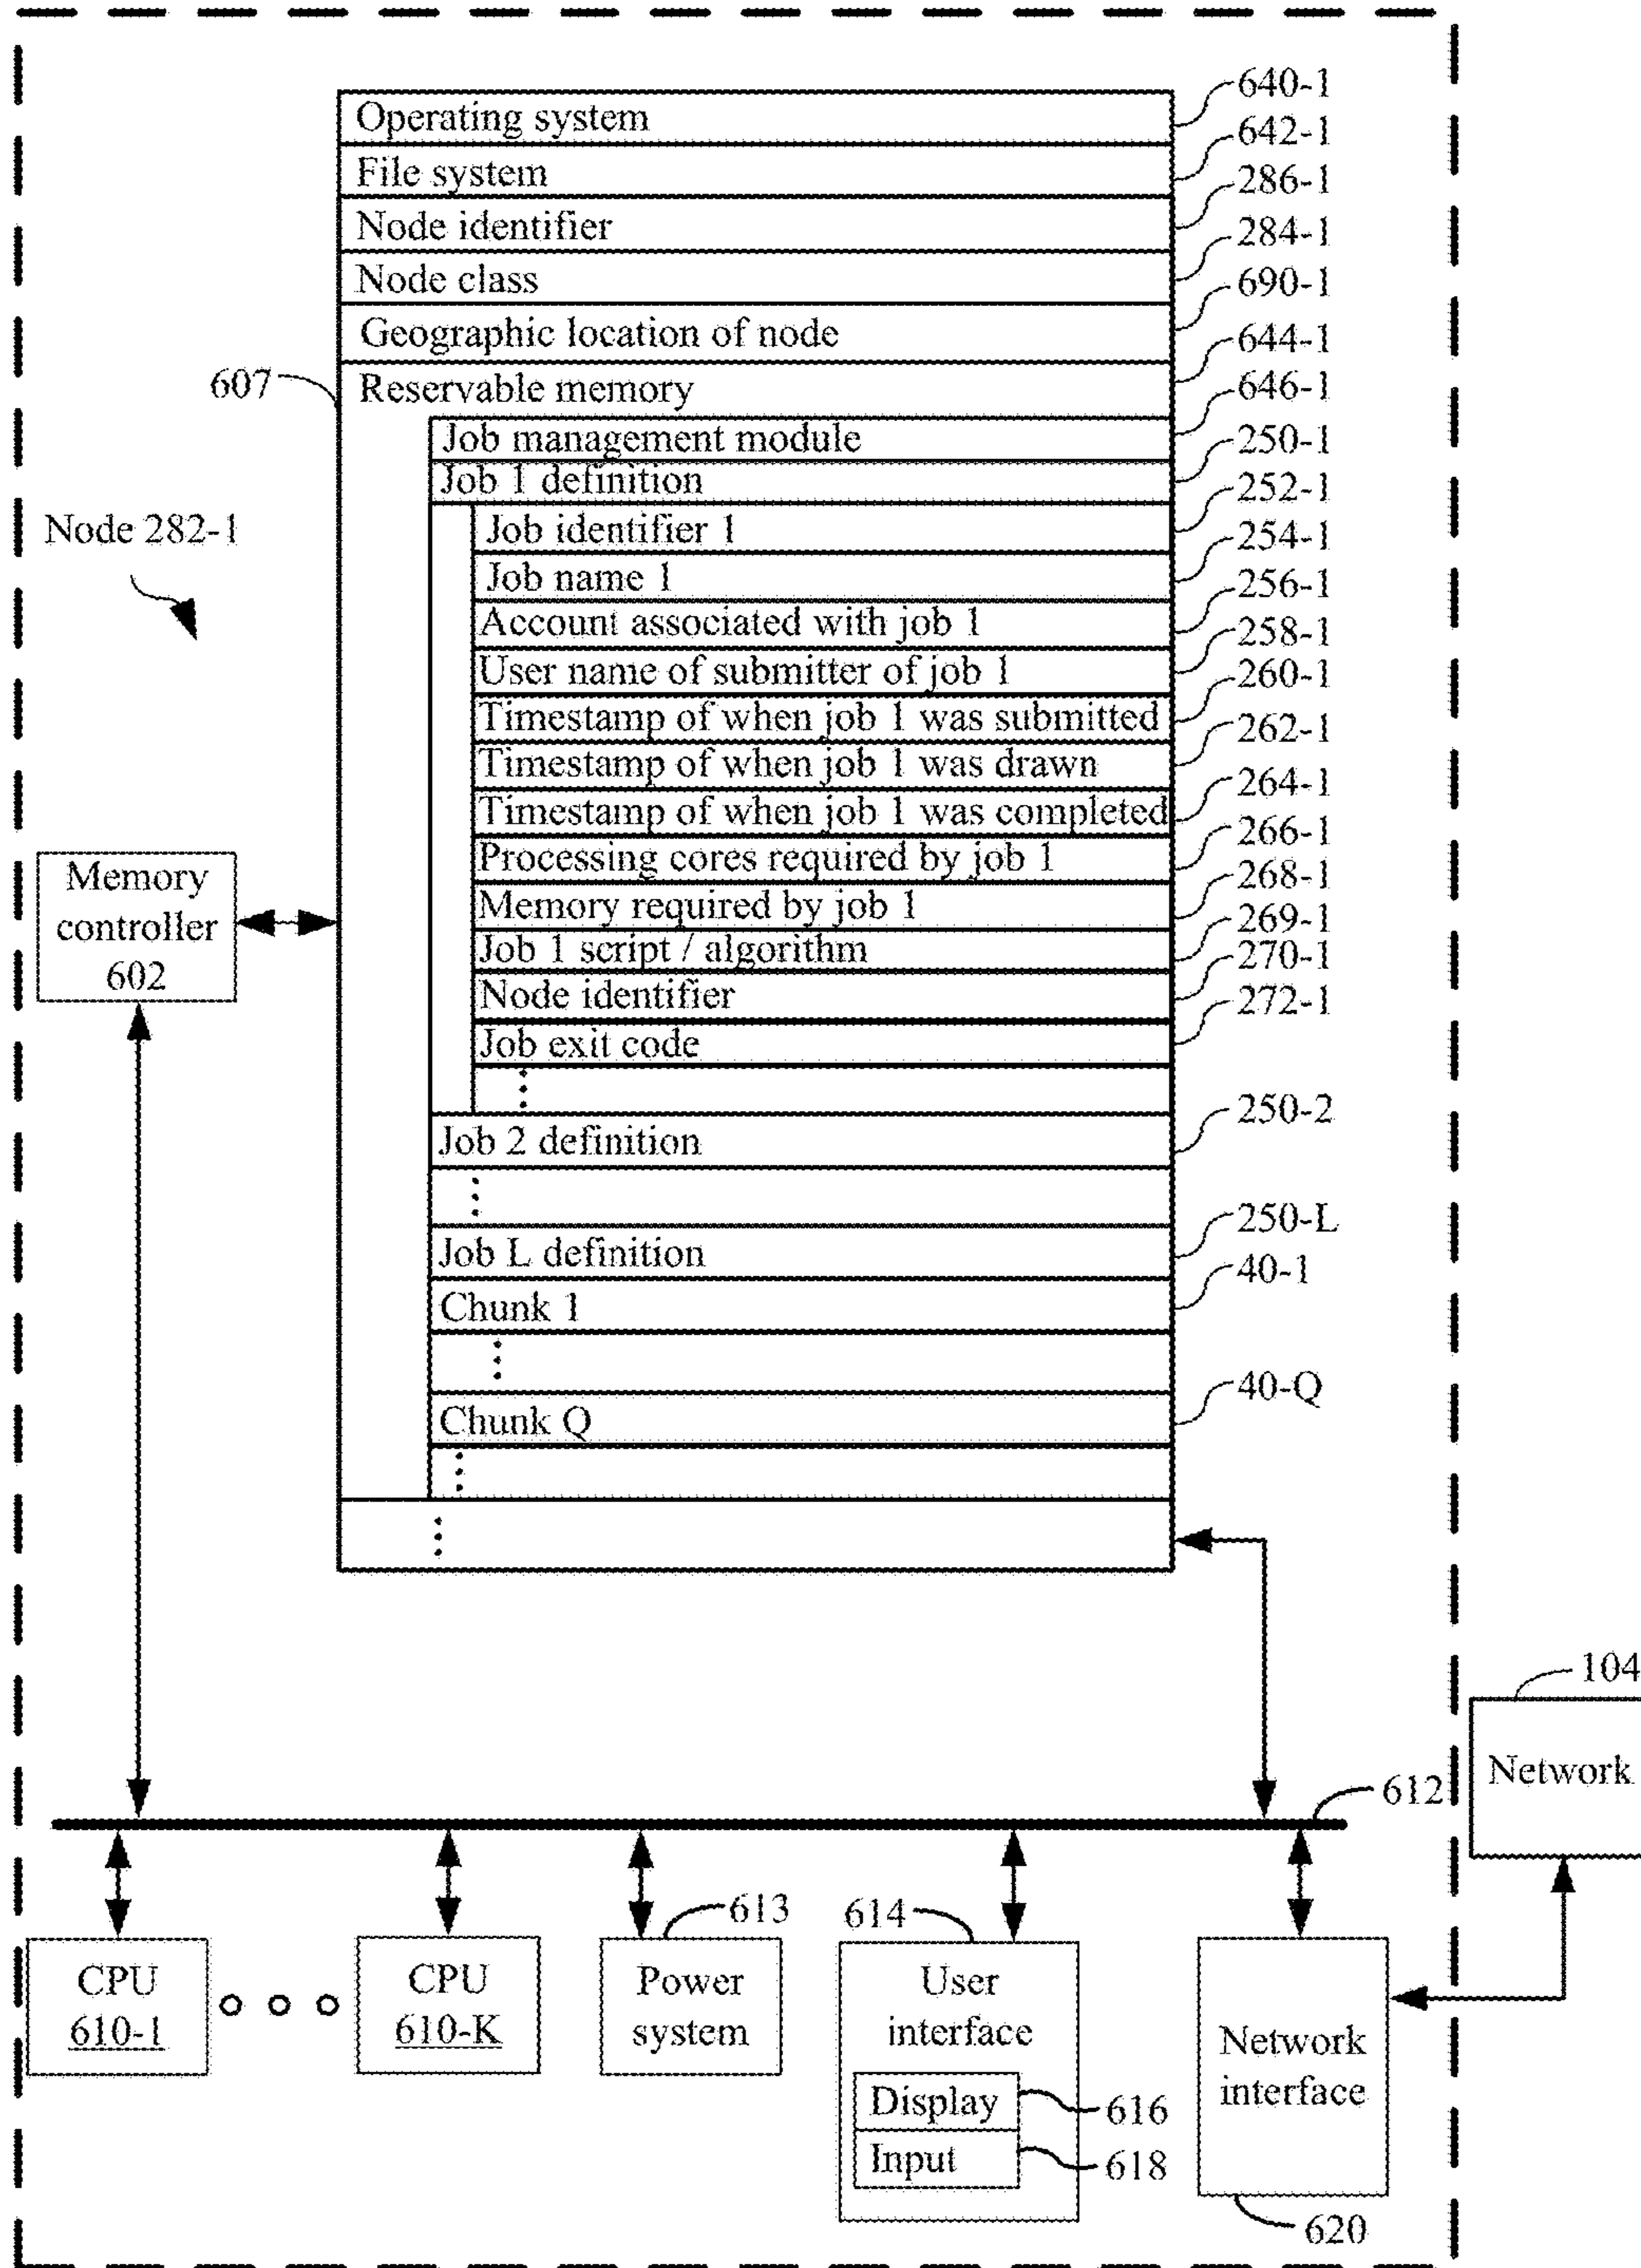 Operating system 640-1
File system 642-1
Node identifier 286-1
Node class 284-1
Geographic location of node 690-1
607 Reservable memory 644-1
Job management module 646-1
Job 1 definition 250-1
Node 282-1
Job identifier 1 252-1
Job name 1 254-1
Account associated with job 1 256-1
User name of submitter of job 1 258-1
Timestamp of when job 1 was submitted 260-1
Timestamp of when job 1 was drawn 262-1
Timestamp of when job 1 was completed 264-1
Processing cores required by job 1 266-1
Memory required by job 1 268-1
Job 1 script / algorithm 269-1
Node identifier 270-1
Job exit code 272-1
Memory
controller
602
Job 2 definition 250-2
Job L definition 250-L
Chunk 1 40-1
Chunk Q 40-Q
104
Network
612
613
614
CPU
610-1
CPU
610-K
Power
system
User
interface
Display 616
Input 618
Network
interface
620